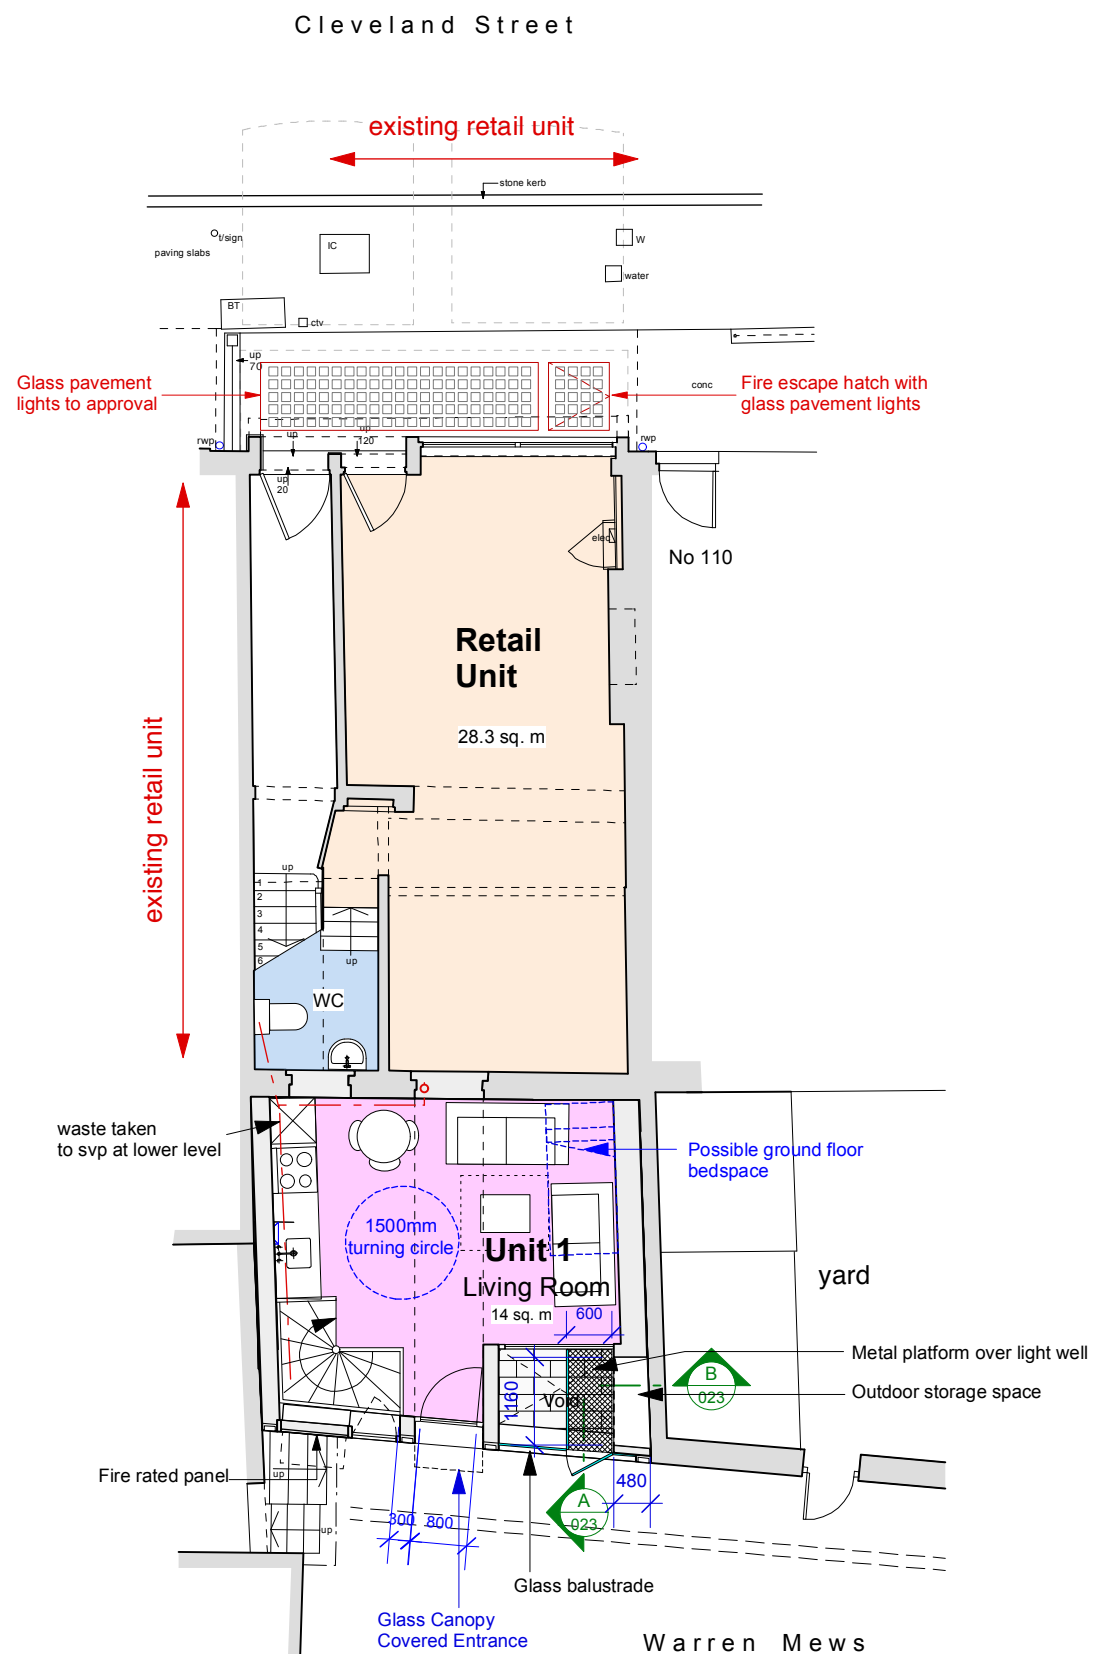 Cleveland Street
existing retail unit
stone kerb
t/sign
paving slabs
IC
W
water
BT
ctv
up
70
Glass pavement
lights to approval
conc
Fire escape hatch with
glass pavement lights
rwp
up
up
120
rwp
up
20
elec
No 110
Retail
Unit
28.3 sq. m
existing retail unit
up
1
2
3
4
5
6
up
WC
waste taken
to svp at lower level
Possible ground floor
bedspace
1500mm
turning circle
Unit 1
Living Room
14 sq. m
600
yard
Metal platform over light well
B
023
Outdoor storage space
1160
Void
Fire rated panel
up
480
A
023
300
800
up
Glass balustrade
Glass Canopy
Covered Entrance
Warren Mews